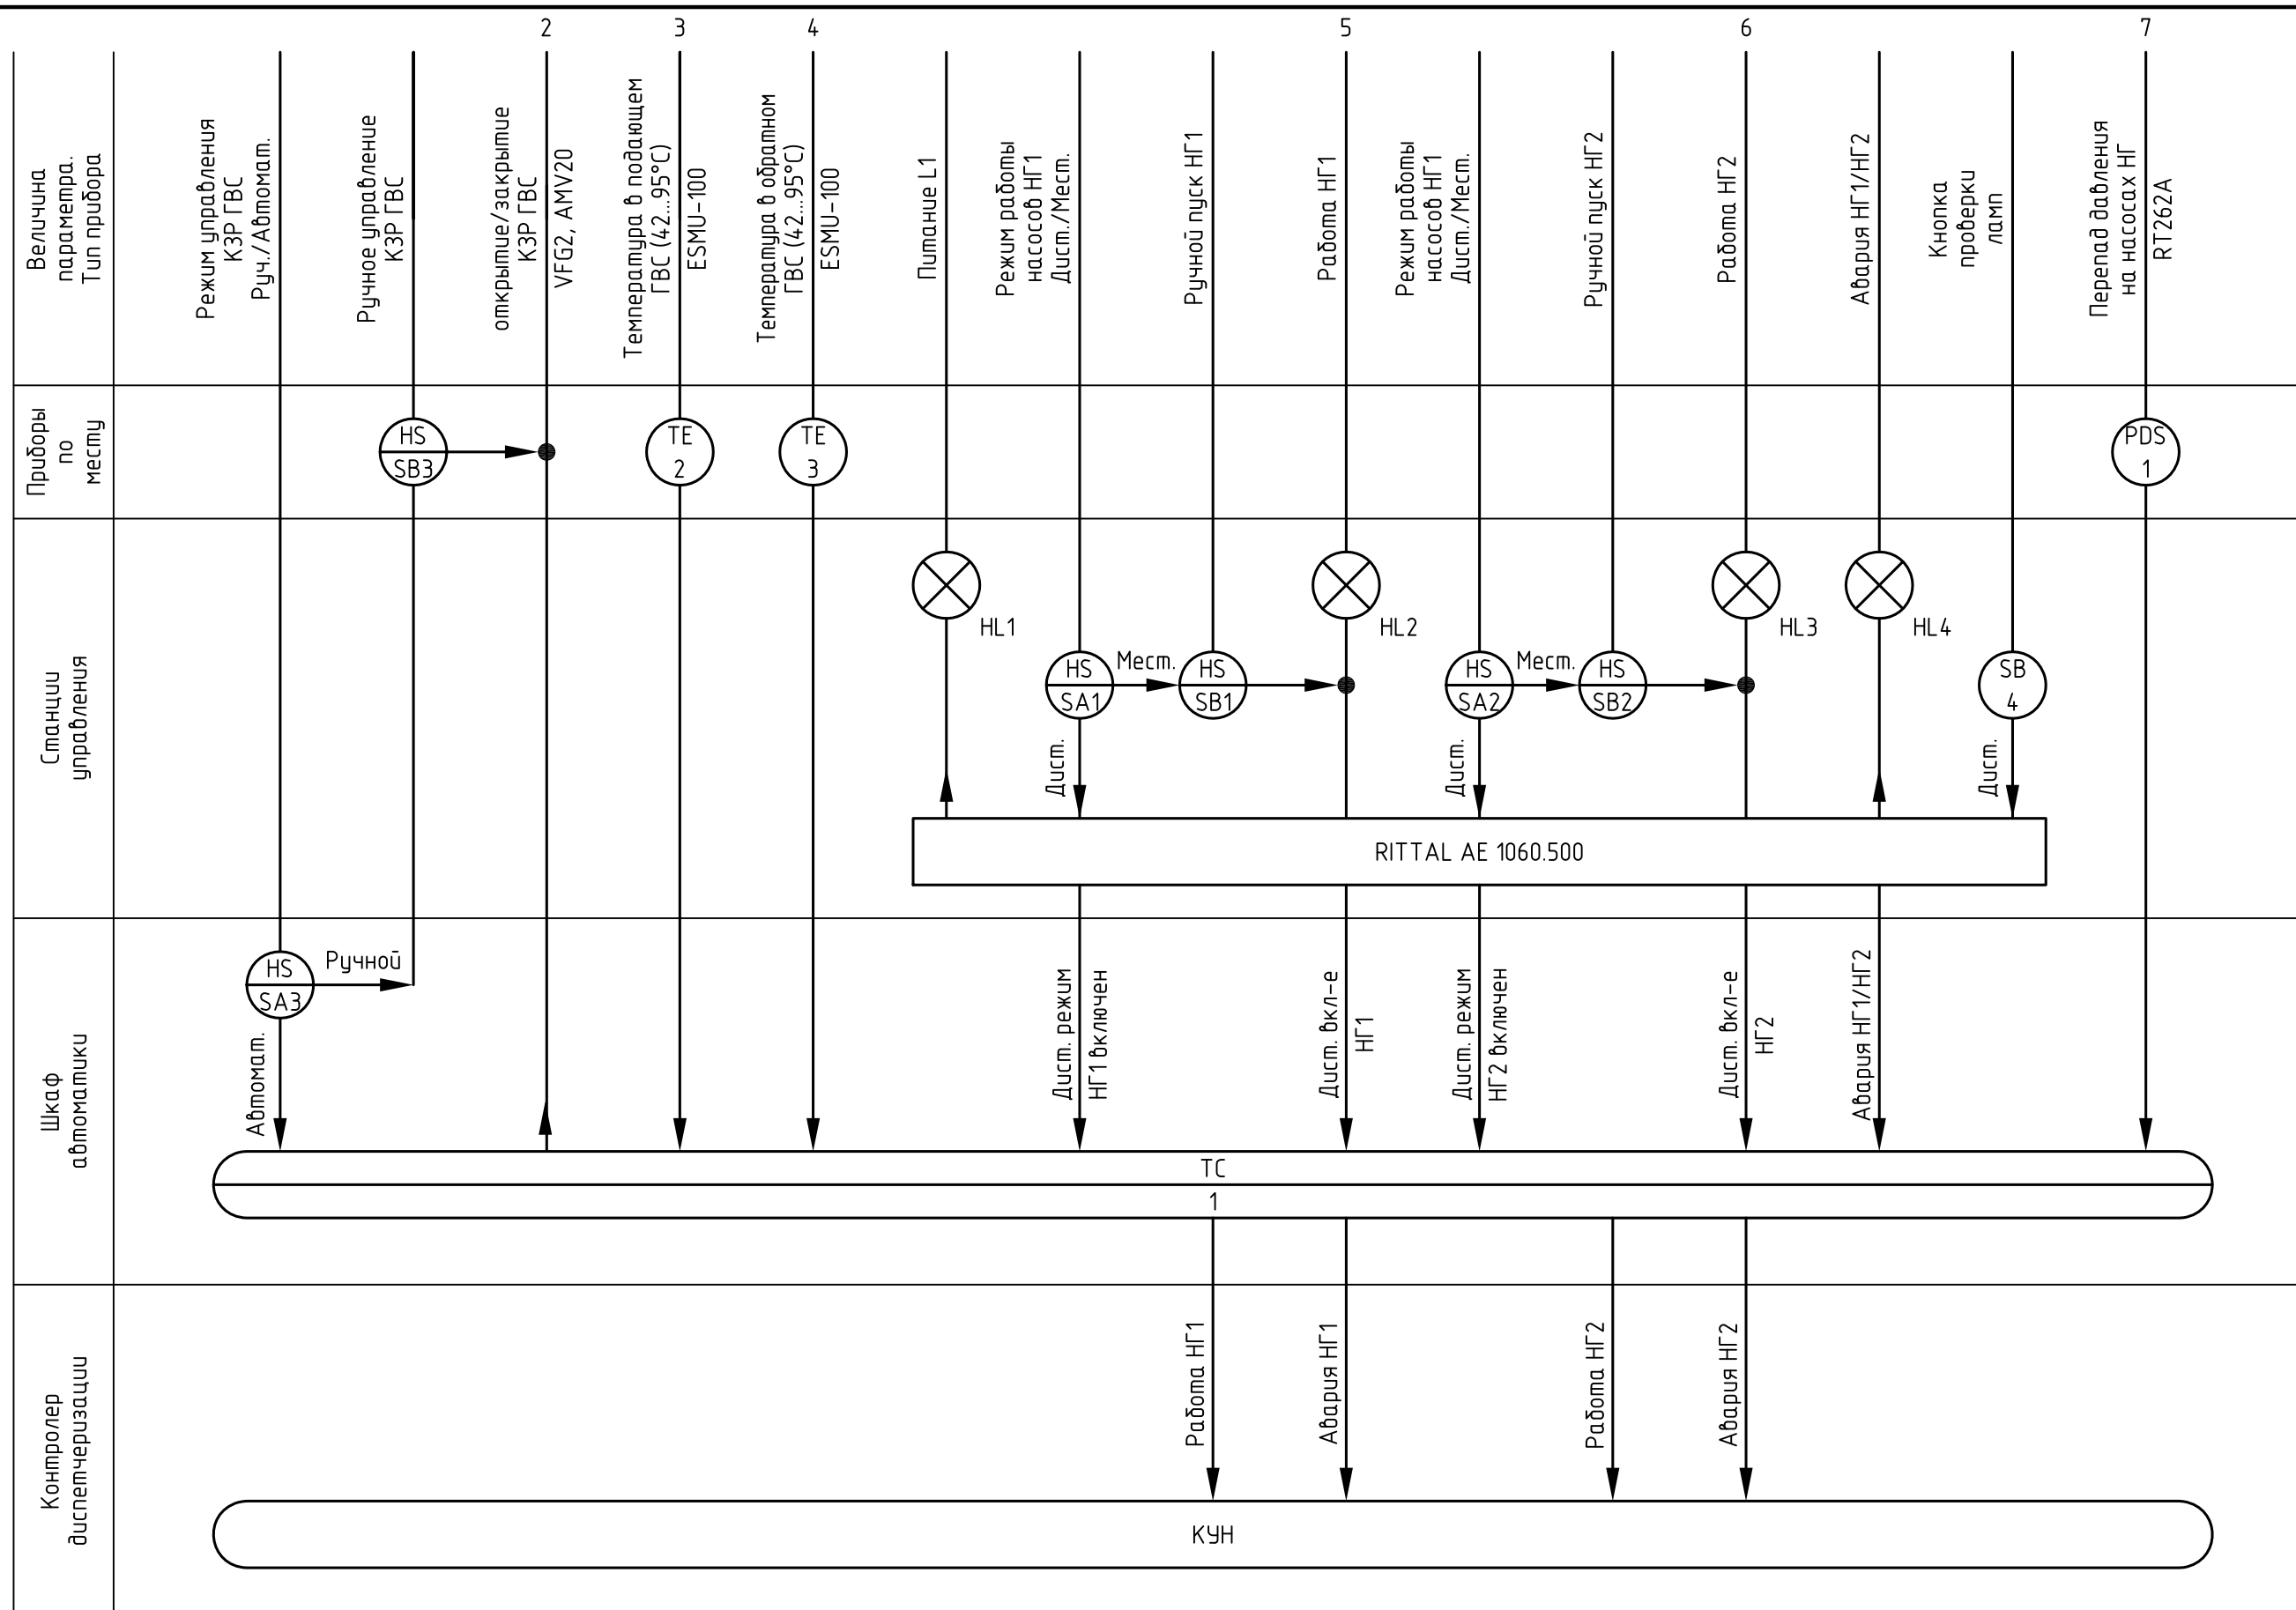 2
3
4
5
6
7
Величина
параметра.
Тип прибора
Режим управления
КЗР ГВС
Руч./Автомат.
Ручное управление
КЗР ГВС
открытие/закрытие
КЗР ГВС
VFG2, AMV20
Температура в подающем
ГВС (42...95°С)
ESMU-100
Температура в обратном
ГВС (42...95°С)
ESMU-100
Питание L1
Режим работы
насосов НГ1
Дист./Мест.
Ручной пуск НГ1
Работа НГ1
Режим работы
насосов НГ1
Дист./Мест.
Ручной пуск НГ2
Работа НГ2
Авария НГ1/НГ2
Кнопка
проверки
ламп
Перепад давления
на насосах НГ
RT262A
Приборы
по
месту
HS
SB3
TE
2
TE
3
PDS
1
Станции
управления
HL1
HL2
HL3
HL4
HS
SA1
Мест.
HS
SB1
HS
SA2
Мест.
HS
SB2
SB
4
Дист.
Дист.
Дист.
RITTAL AE 1060.500
Шкаф
автоматики
HS
SA3
Ручной
Автомат.
Дист. режим
НГ1 включен
Дист. вкл-е
НГ1
Дист. режим
НГ2 включен
Дист. вкл-е
НГ2
Авария НГ1/НГ2
TC
1
Контролер
диспетчеризации
Работа НГ1
Авария НГ1
Работа НГ2
Авария НГ2
КУН